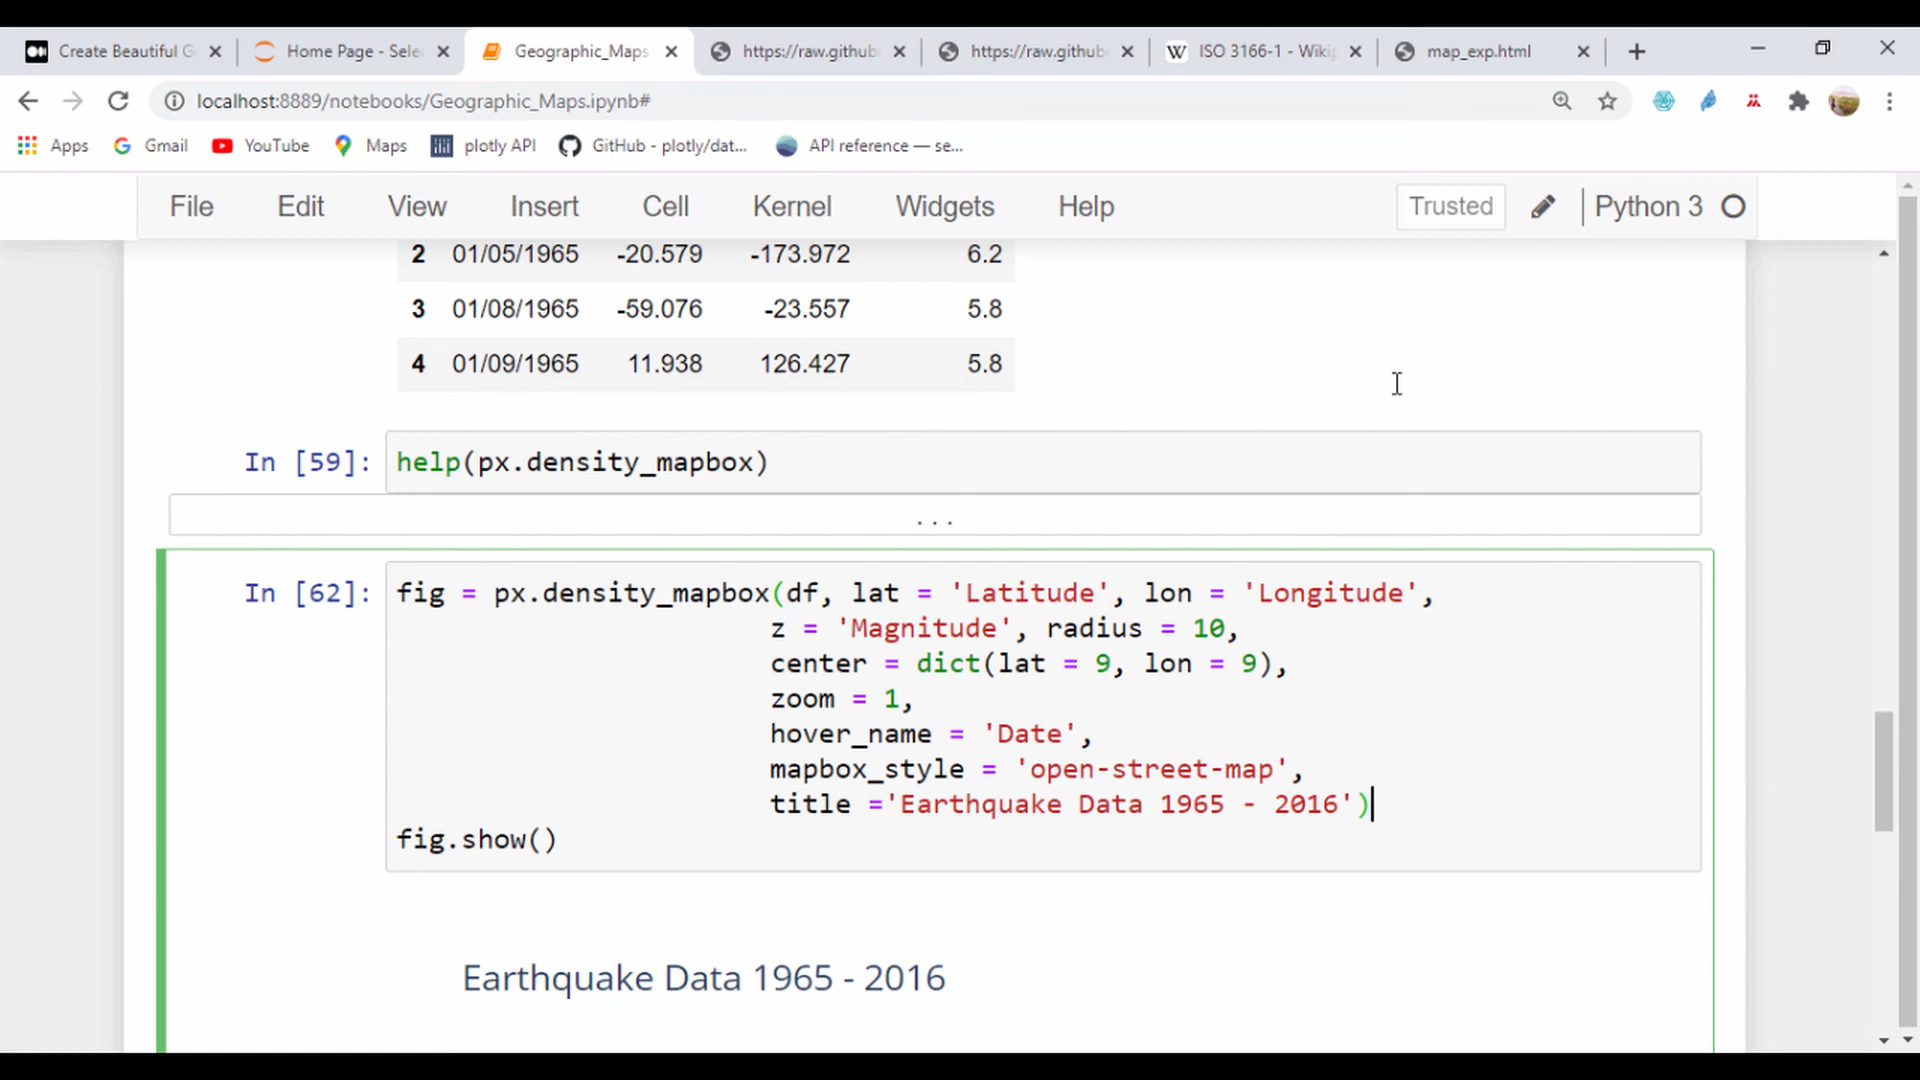 Create Beautiful G
Home Page - Selec
Geographic_Maps
https://raw.githubu
https://raw.githubu
W ISO 3166-1 - Wikip
map_exp.html
localhost:8889/notebooks/Geographic_Maps.ipynb#
Apps Gmail YouTube Maps plotly API GitHub - plotly/dat... API reference — se...
File Edit View Insert Cell Kernel Widgets Help Trusted Python 3
2 01/05/1965 -20.579 -173.972 6.2
3 01/08/1965 -59.076 -23.557 5.8
4 01/09/1965 11.938 126.427 5.8
In [59]: help(px.density_mapbox)
...
In [62]: fig = px.density_mapbox(df, lat = 'Latitude', lon = 'Longitude',
z = 'Magnitude', radius = 10,
center = dict(lat = 9, lon = 9),
zoom = 1,
hover_name = 'Date',
mapbox_style = 'open-street-map',
title ='Earthquake Data 1965 - 2016')
fig.show()
Earthquake Data 1965 - 2016